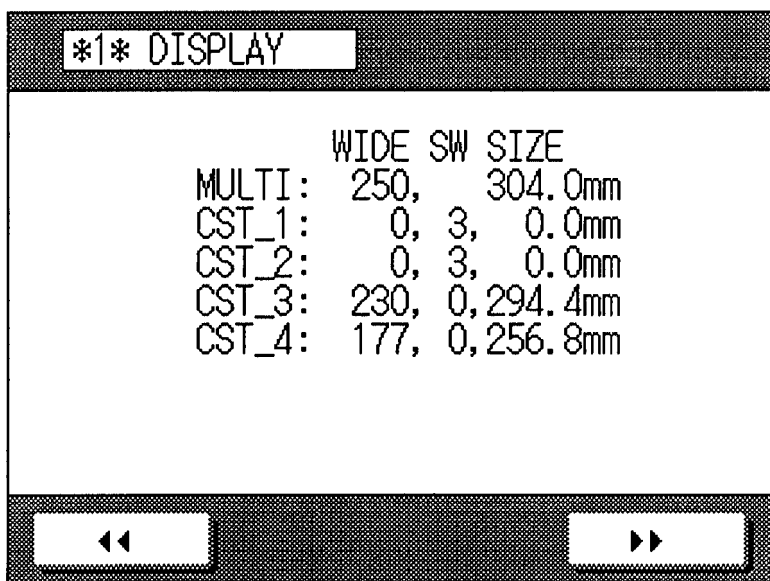 *1* DISPLAY
WIDE SW SIZE
MULTI: 250, 304.0mm
CST_1: 0, 3, 0.0mm
CST_2: 0, 3, 0.0mm
CST_3: 230, 0,294.4mm
CST_4: 177, 0,256.8mm